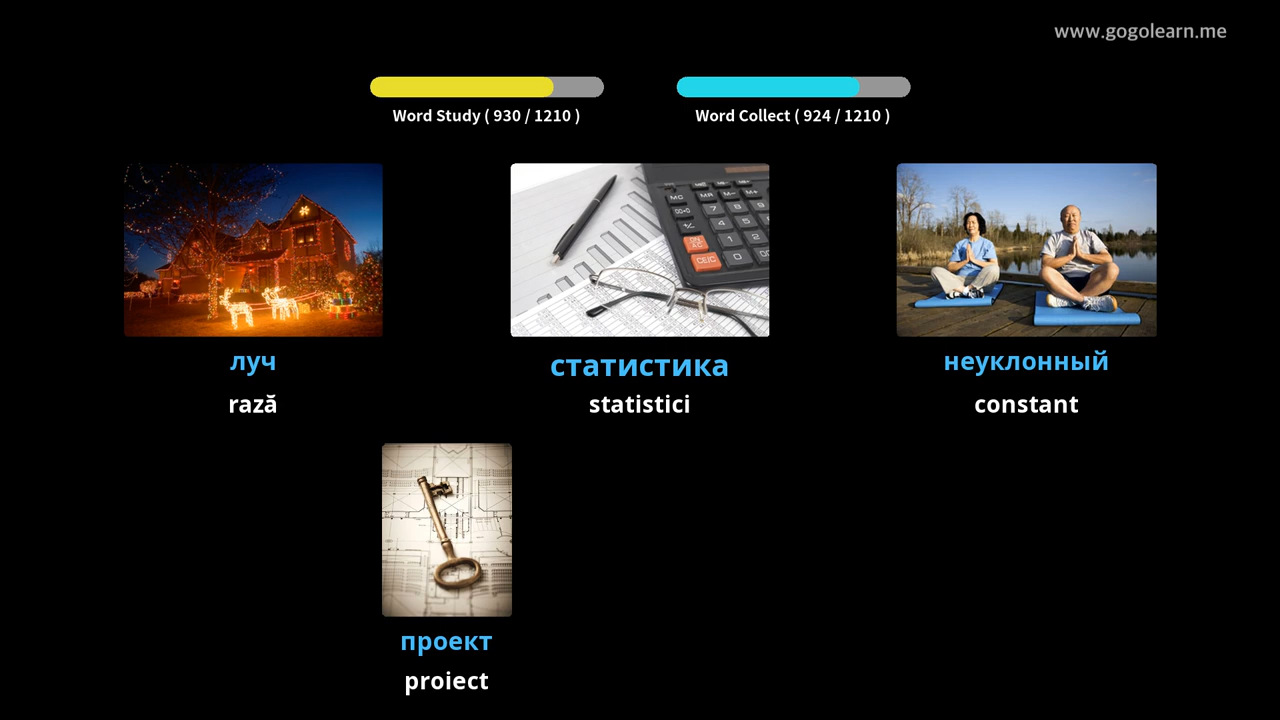 www.gogolearn.me
Word Study ( 930 / 1210 )
Word Collect ( 924 / 1210 )
луч
rază
статистика
statistici
неуклонный
constant
проект
proiect